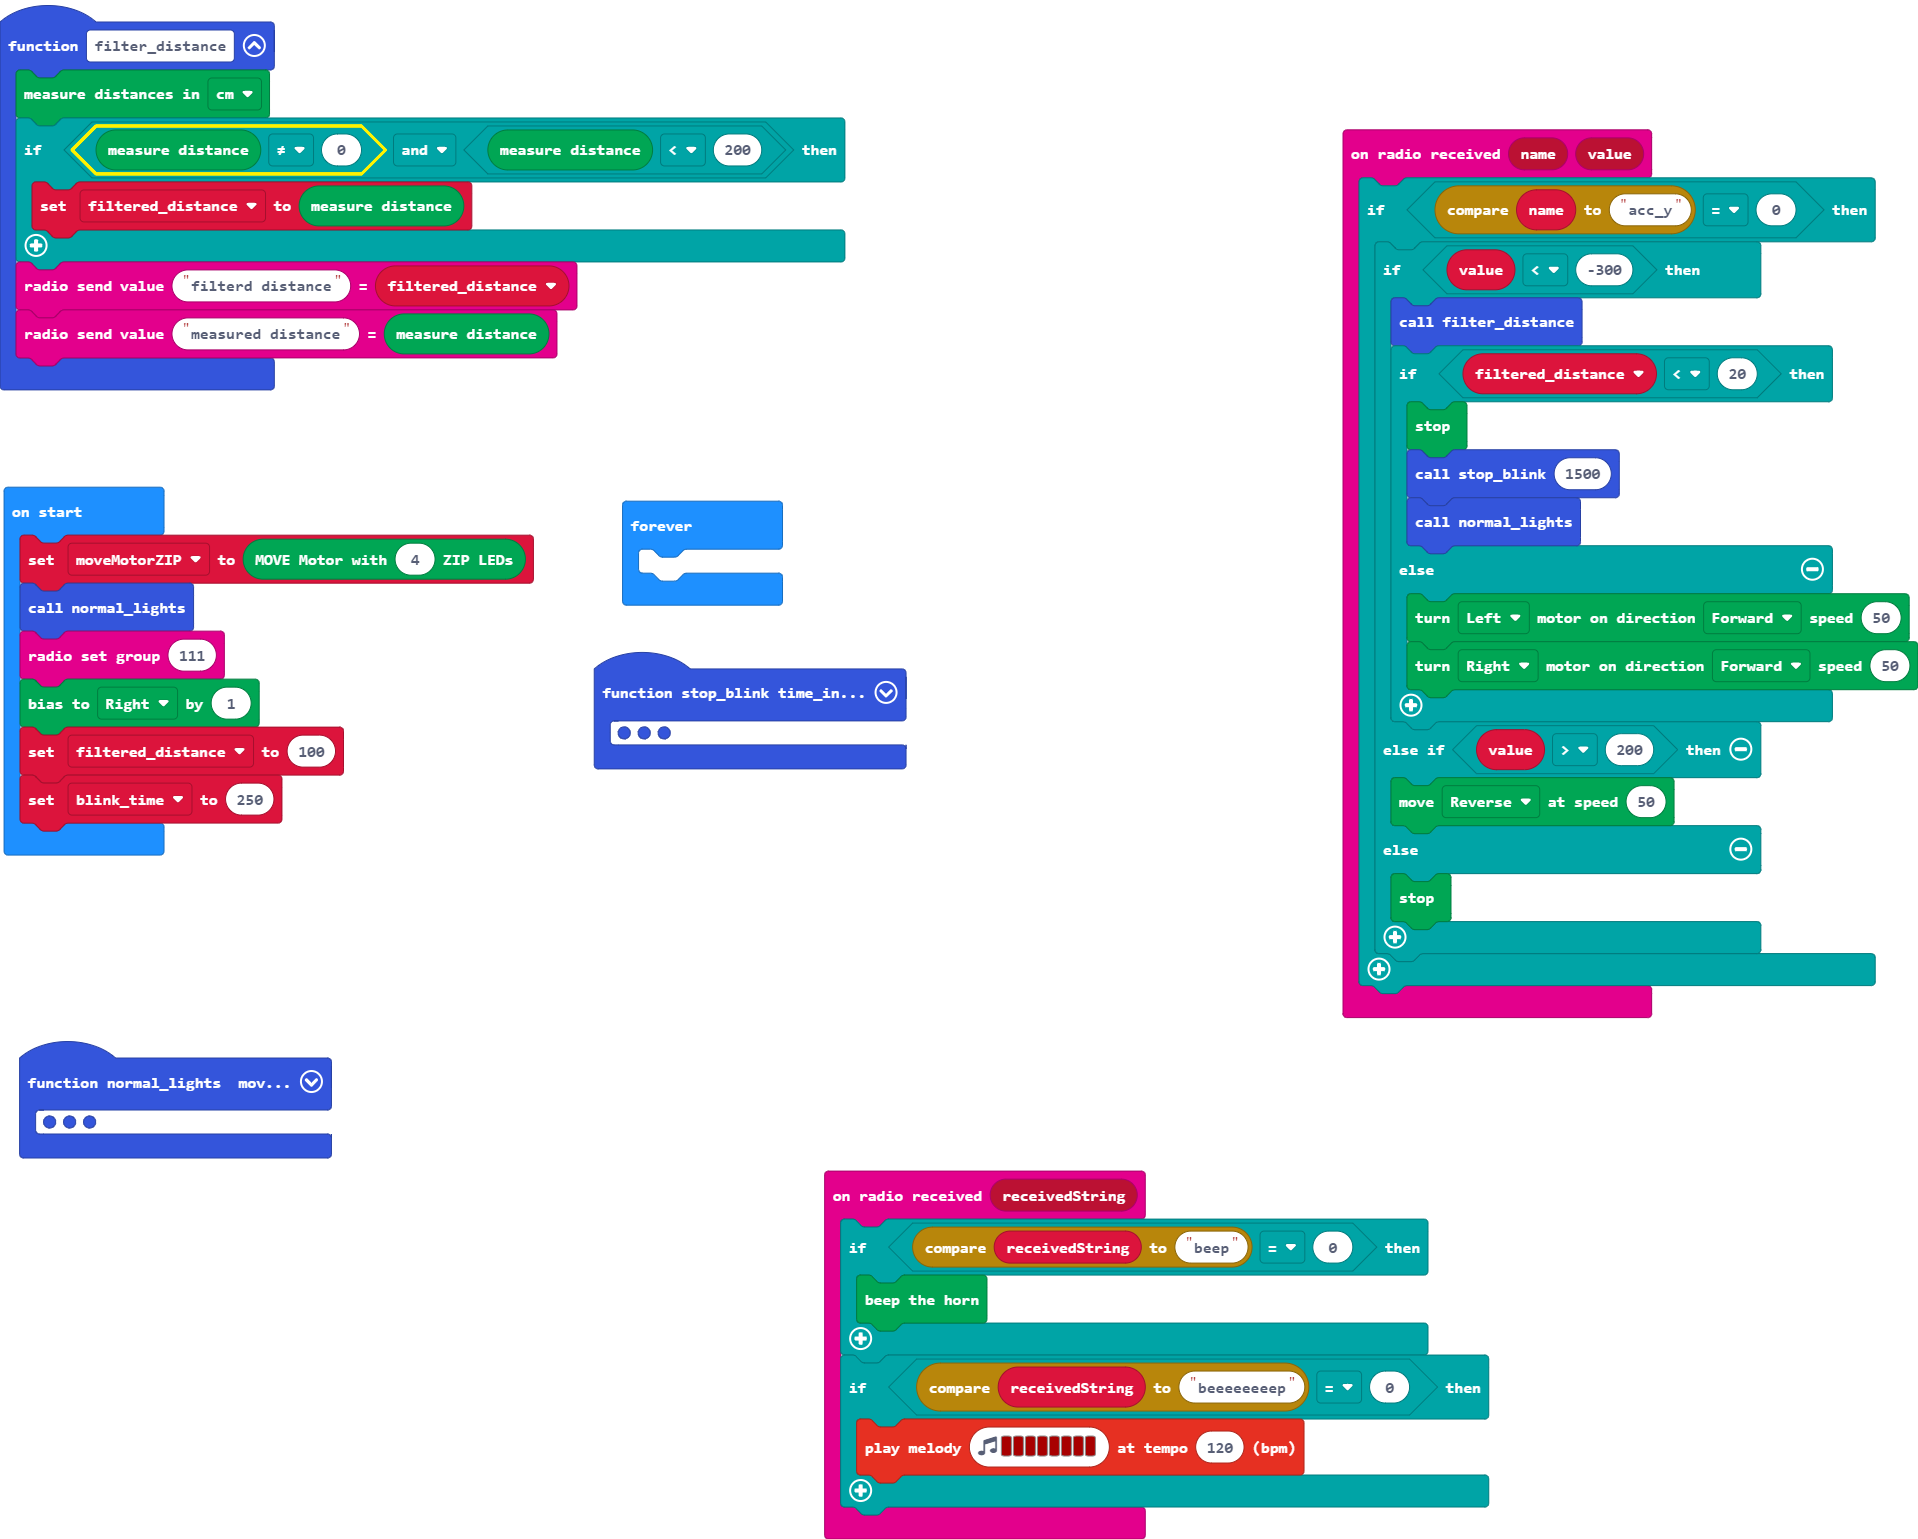 function filter_distance
measure distances in cm
if measure distance ≠ 0 and measure distance < 200 then
set filtered_distance to measure distance
radio send value "filterd distance" = filtered_distance
radio send value "measured distance" = measure distance
on start
set moveMotorZIP to MOVE Motor with 4 ZIP LEDs
call normal_lights
radio set group 111
bias to Right by 1
set filtered_distance to 100
set blink_time to 250
forever
function stop_blink time_in...
function normal_lights mov...
on radio received name value
if compare name to "acc_y" = 0 then
if value < -300 then
call filter_distance
if filtered_distance < 20 then
stop
call stop_blink 1500
call normal_lights
else
turn Left motor on direction Forward speed 50
turn Right motor on direction Forward speed 50
else if value > 200 then
move Reverse at speed 50
else
stop
on radio received receivedString
if compare receivedString to "beep" = 0 then
beep the horn
if compare receivedString to "beeeeeeeep" = 0 then
play melody at tempo 120 (bpm)